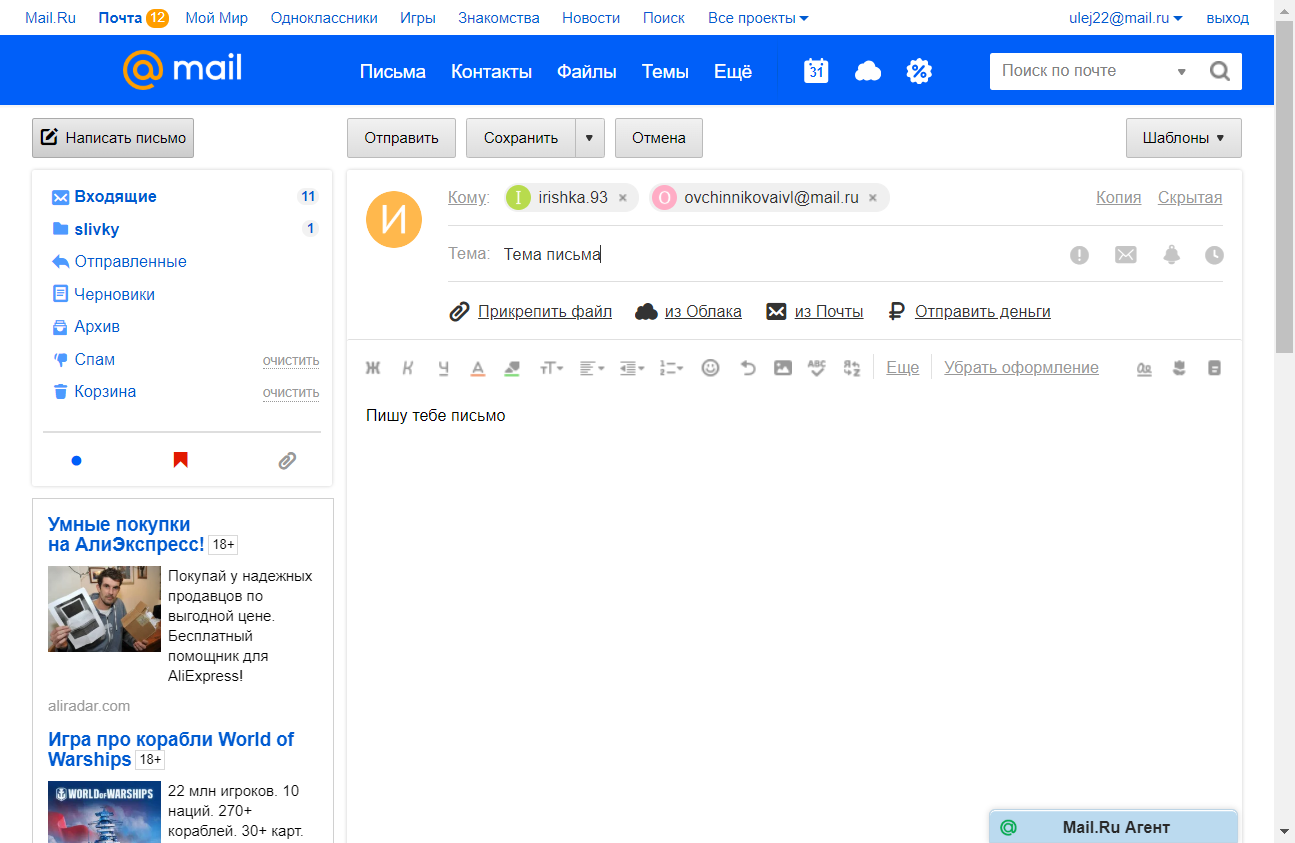 Mail.Ru Почта 12 Мой Мир Одноклассники Игры Знакомства Новости Поиск Все проекты ulej22@mail.ru выход
@mail Письма Контакты Файлы Темы Ещё 31 % Поиск по почте
Написать письмо Отправить Сохранить Отмена Шаблоны
Входящие 11
slivky 1
Отправленные
Черновики
Архив
Спам очистить
Корзина очистить
И
Кому: I irishka.93 × O ovchinnikovaivl@mail.ru × Копия Скрытая
Тема: Тема письма
Прикрепить файл из Облака из Почты Отправить деньги
Ж К Ч А тТ ABC Еще Убрать оформление
Пишу тебе письмо
Умные покупки
на АлиЭкспресс! 18+
Покупай у надежных
продавцов по
выгодной цене.
Бесплатный
помощник для
AliExpress!
aliradar.com
Игра про корабли World of
Warships 18+
WORLD OF WARSHIPS
22 млн игроков. 10
наций. 270+
кораблей. 30+ карт.
@ Mail.Ru Агент